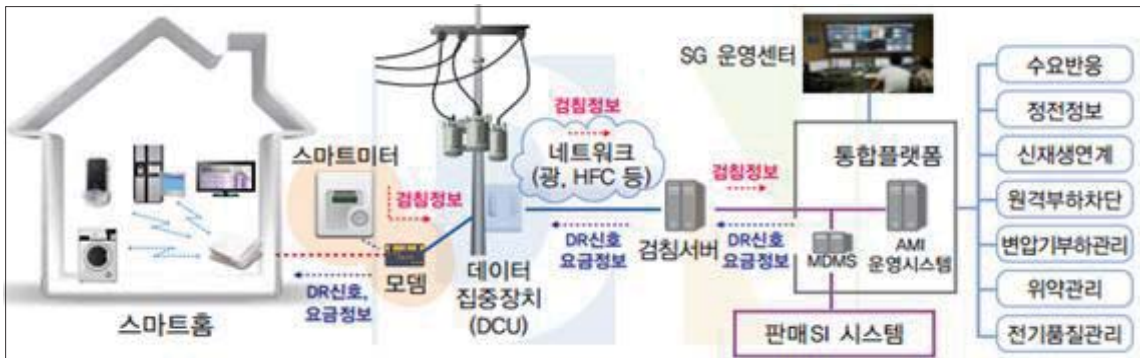 SG 운영센터
수요반응
정전정보
신재생연계
원격부하차단
변압기부하관리
위약관리
전기품질관리
스마트미터
검침정보
검침정보
네트워크
(광, HFC 등)
검침정보
통합플랫폼
DR신호,
요금정보
모뎀
데이터
집중장치
(DCU)
DR신호
요금정보
검침서버
DR신호
요금정보
MDMS
AMI
운영시스템
스마트홈
판매SI 시스템